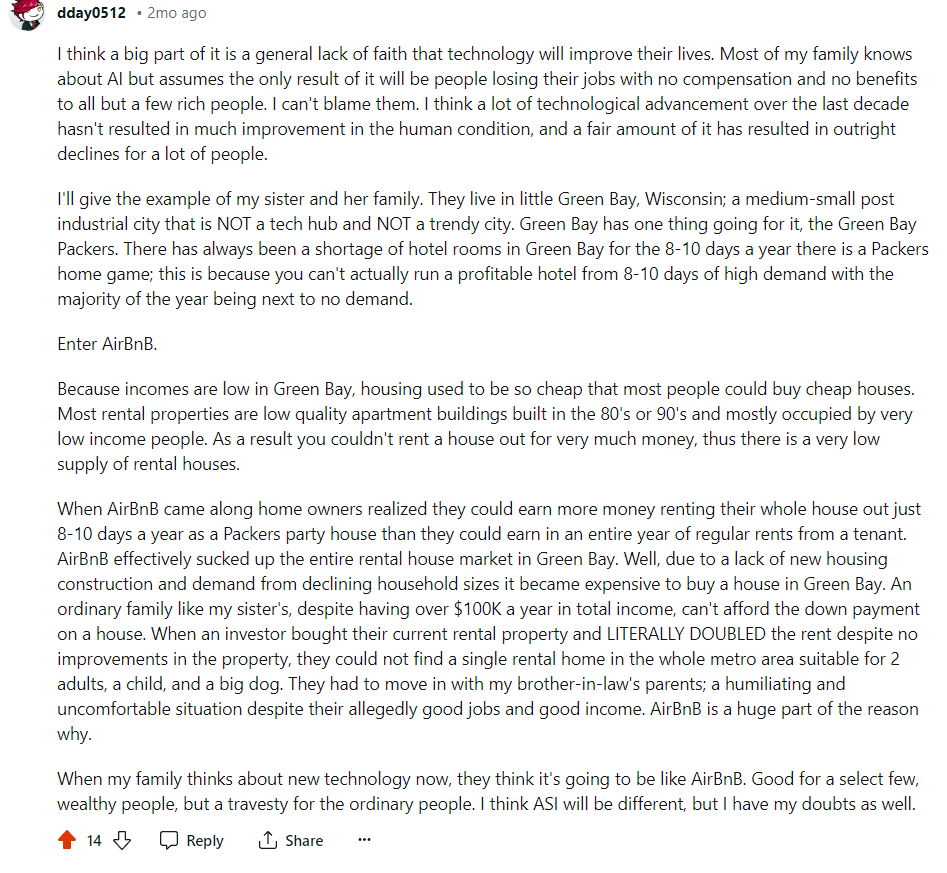 dday0512 • 2mo ago
I think a big part of it is a general lack of faith that technology will improve their lives. Most of my family knows
about AI but assumes the only result of it will be people losing their jobs with no compensation and no benefits
to all but a few rich people. I can't blame them. I think a lot of technological advancement over the last decade
hasn't resulted in much improvement in the human condition, and a fair amount of it has resulted in outright
declines for a lot of people.
I'll give the example of my sister and her family. They live in little Green Bay, Wisconsin; a medium-small post
industrial city that is NOT a tech hub and NOT a trendy city. Green Bay has one thing going for it, the Green Bay
Packers. There has always been a shortage of hotel rooms in Green Bay for the 8-10 days a year there is a Packers
home game; this is because you can't actually run a profitable hotel from 8-10 days of high demand with the
majority of the year being next to no demand.
Enter AirBnB.
Because incomes are low in Green Bay, housing used to be so cheap that most people could buy cheap houses.
Most rental properties are low quality apartment buildings built in the 80's or 90's and mostly occupied by very
low income people. As a result you couldn't rent a house out for very much money, thus there is a very low
supply of rental houses.
When AirBnB came along home owners realized they could earn more money renting their whole house out just
8-10 days a year as a Packers party house than they could earn in an entire year of regular rents from a tenant.
AirBnB effectively sucked up the entire rental house market in Green Bay. Well, due to a lack of new housing
construction and demand from declining household sizes it became expensive to buy a house in Green Bay. An
ordinary family like my sister's, despite having over $100K a year in total income, can't afford the down payment
on a house. When an investor bought their current rental property and LITERALLY DOUBLED the rent despite no
improvements in the property, they could not find a single rental home in the whole metro area suitable for 2
adults, a child, and a big dog. They had to move in with my brother-in-law's parents; a humiliating and
uncomfortable situation despite their allegedly good jobs and good income. AirBnB is a huge part of the reason
why.
When my family thinks about new technology now, they think it's going to be like AirBnB. Good for a select few,
wealthy people, but a travesty for the ordinary people. I think ASI will be different, but I have my doubts as well.
14 Reply Share ···